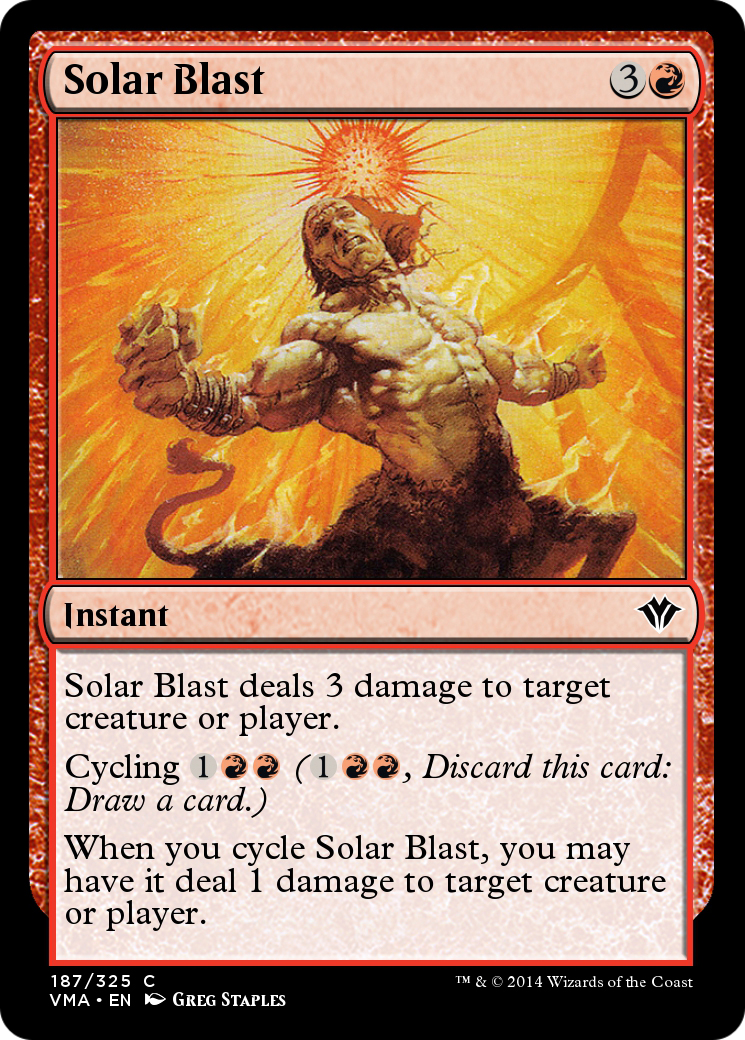 Solar Blast 3
Instant
Solar Blast deals 3 damage to target
creature or player.
Cycling 1 (1, Discard this card:
Draw a card.)
When you cycle Solar Blast, you may
have it deal 1 damage to target creature
or player.
187/325 C
™ & © 2014 Wizards of the Coast
VMA • EN Greg Staples